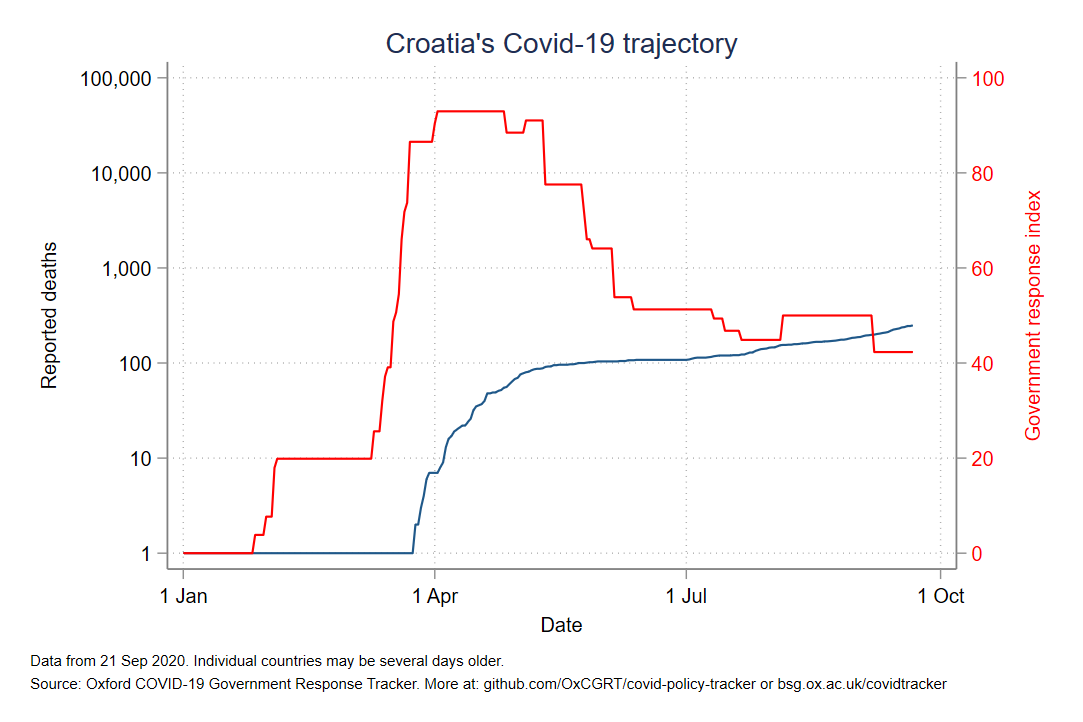 Croatia's Covid-19 trajectory
100,000
10,000
1,000
100
10
1
Reported deaths
100
80
60
40
20
0
Government response index
1 Jan
1 Apr
1 Jul
1 Oct
Date
Data from 21 Sep 2020. Individual countries may be several days older.
Source: Oxford COVID-19 Government Response Tracker. More at: github.com/OxCGRT/covid-policy-tracker or bsg.ox.ac.uk/covidtracker